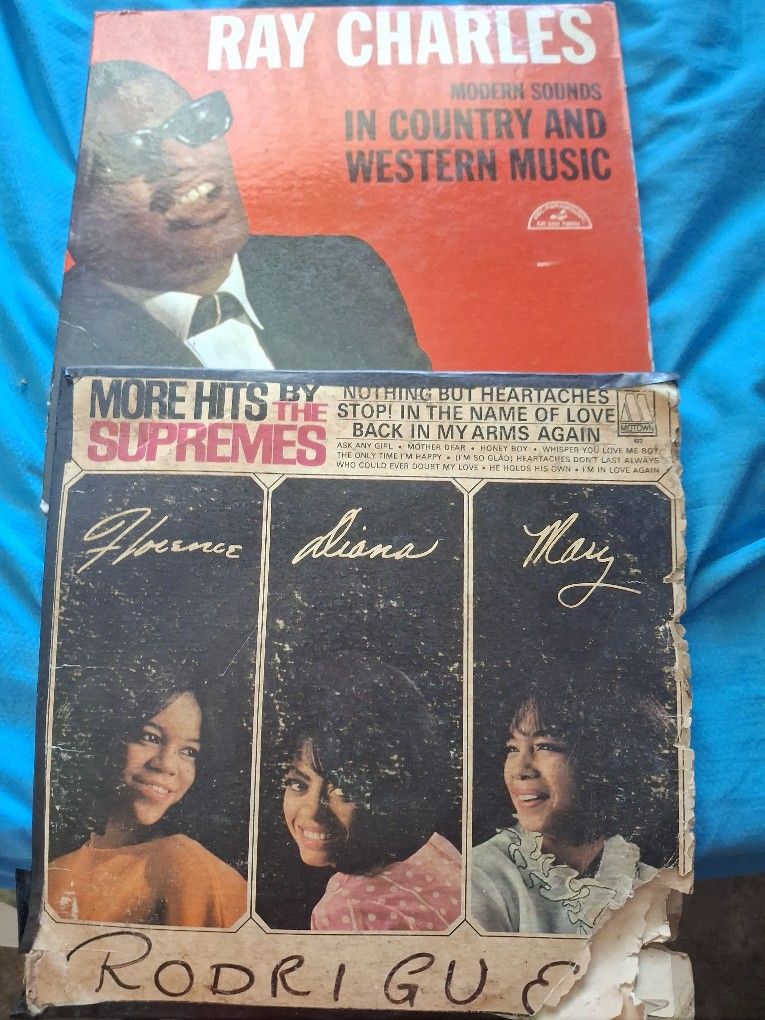 RAY CHARLES
MODERN SOUNDS
IN COUNTRY AND
WESTERN MUSIC
MORE HITS BY
THE
SUPREMES
NOTHING BUT HEARTACHES
STOP! IN THE NAME OF LOVE
BACK IN MY ARMS AGAIN
ASK ANY GIRL • MOTHER DEAR • HONEY BOY • WHISPER YOU LOVE ME BOY
THE ONLY TIME I'M HAPPY • (I'M SO GLAD) HEARTACHES DON'T LAST ALWAYS
WHO COULD EVER DOUBT MY LOVE • HE HOLDS HIS OWN • I'M IN LOVE AGAIN
M
MOTOWN
627
Florence
Diana
Mary
RODRIGUE